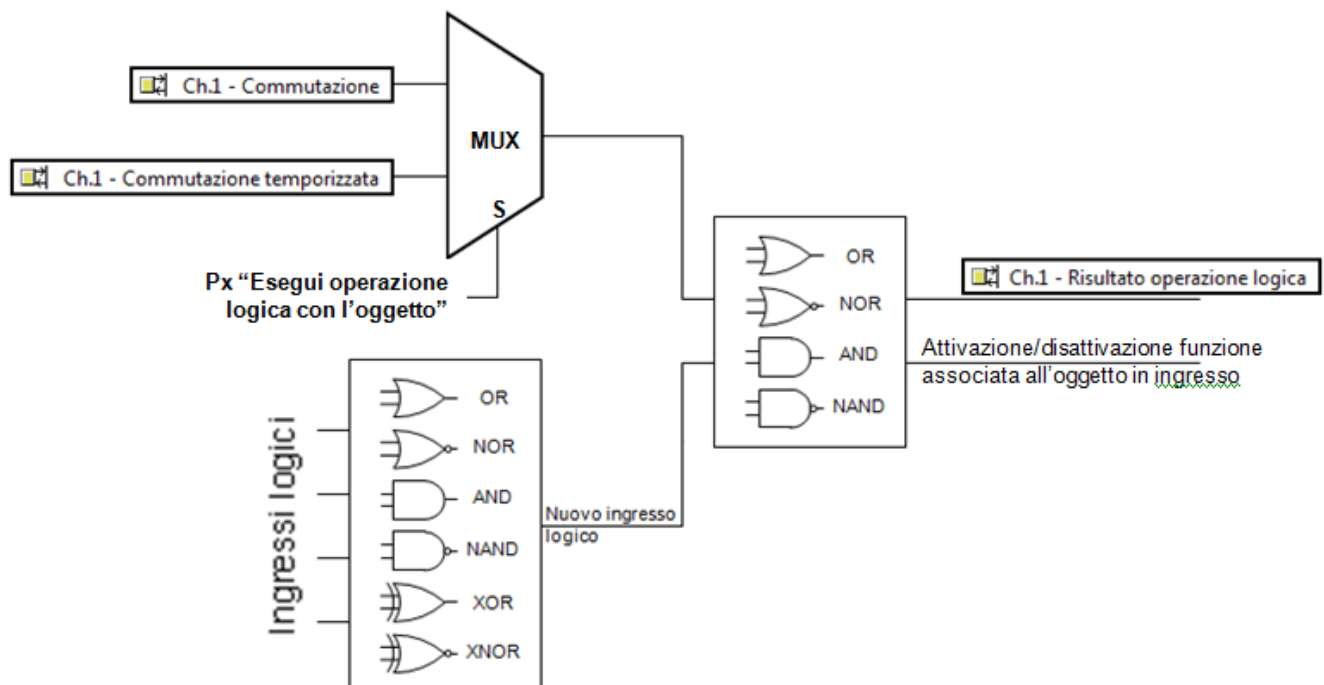 Ch.1 - Commutazione
MUX
Ch.1 - Commutazione temporizzata
S
Px “Esegui operazione
logica con l’oggetto”
OR
NOR
AND
NAND
Ch.1 - Risultato operazione logica
Attivazione/disattivazione funzione
associata all’oggetto in ingresso
Ingressi logici
OR
NOR
AND
NAND
XOR
XNOR
Nuovo ingresso
logico